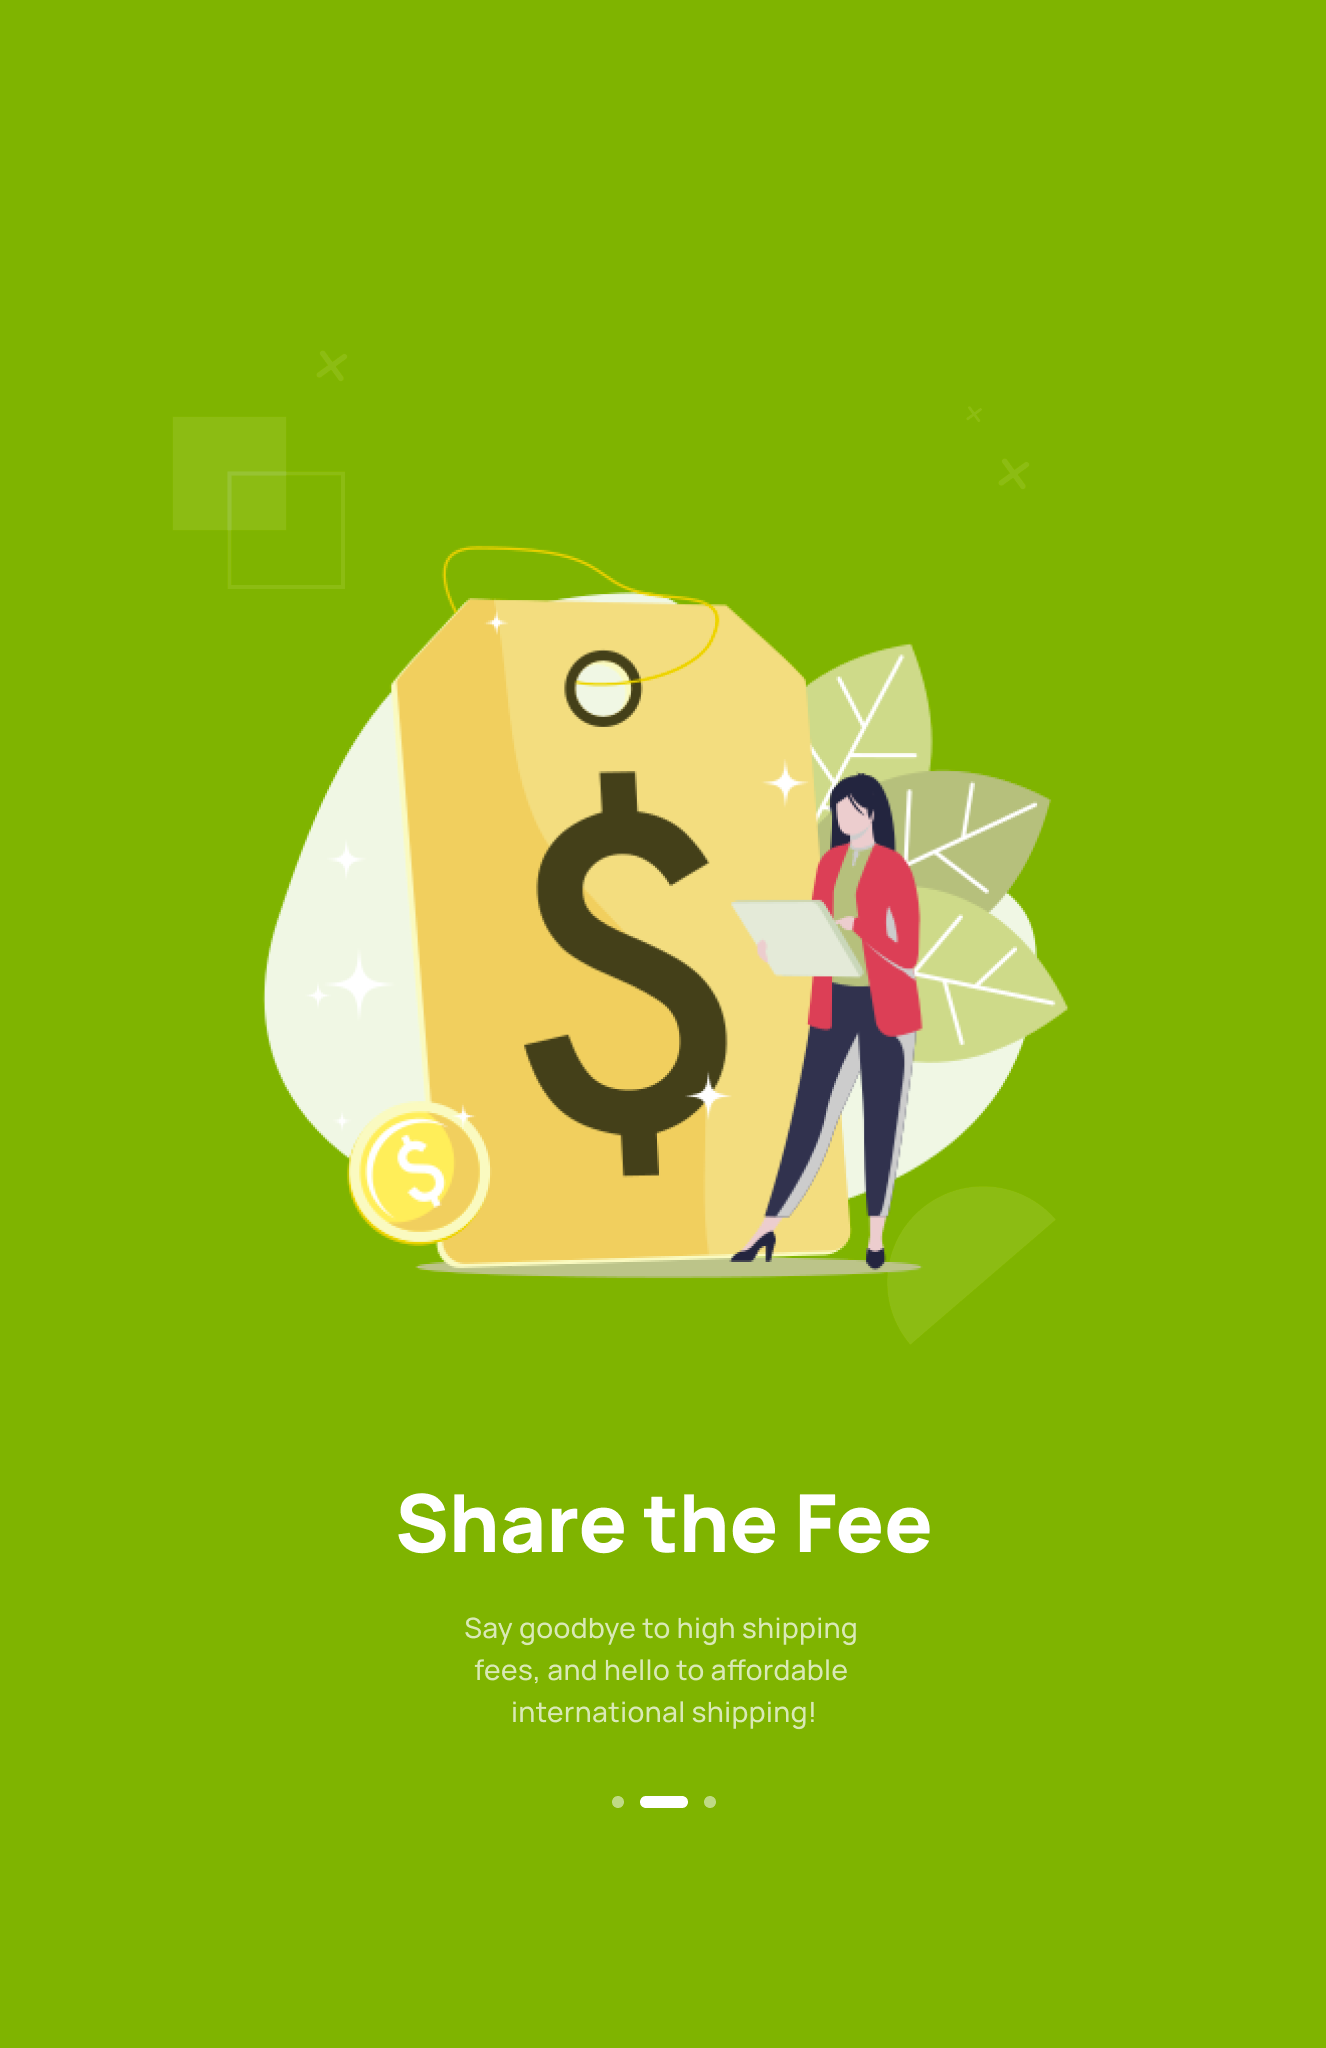 $
$
Share the Fee
Say goodbye to high shipping
fees, and hello to affordable
international shipping!